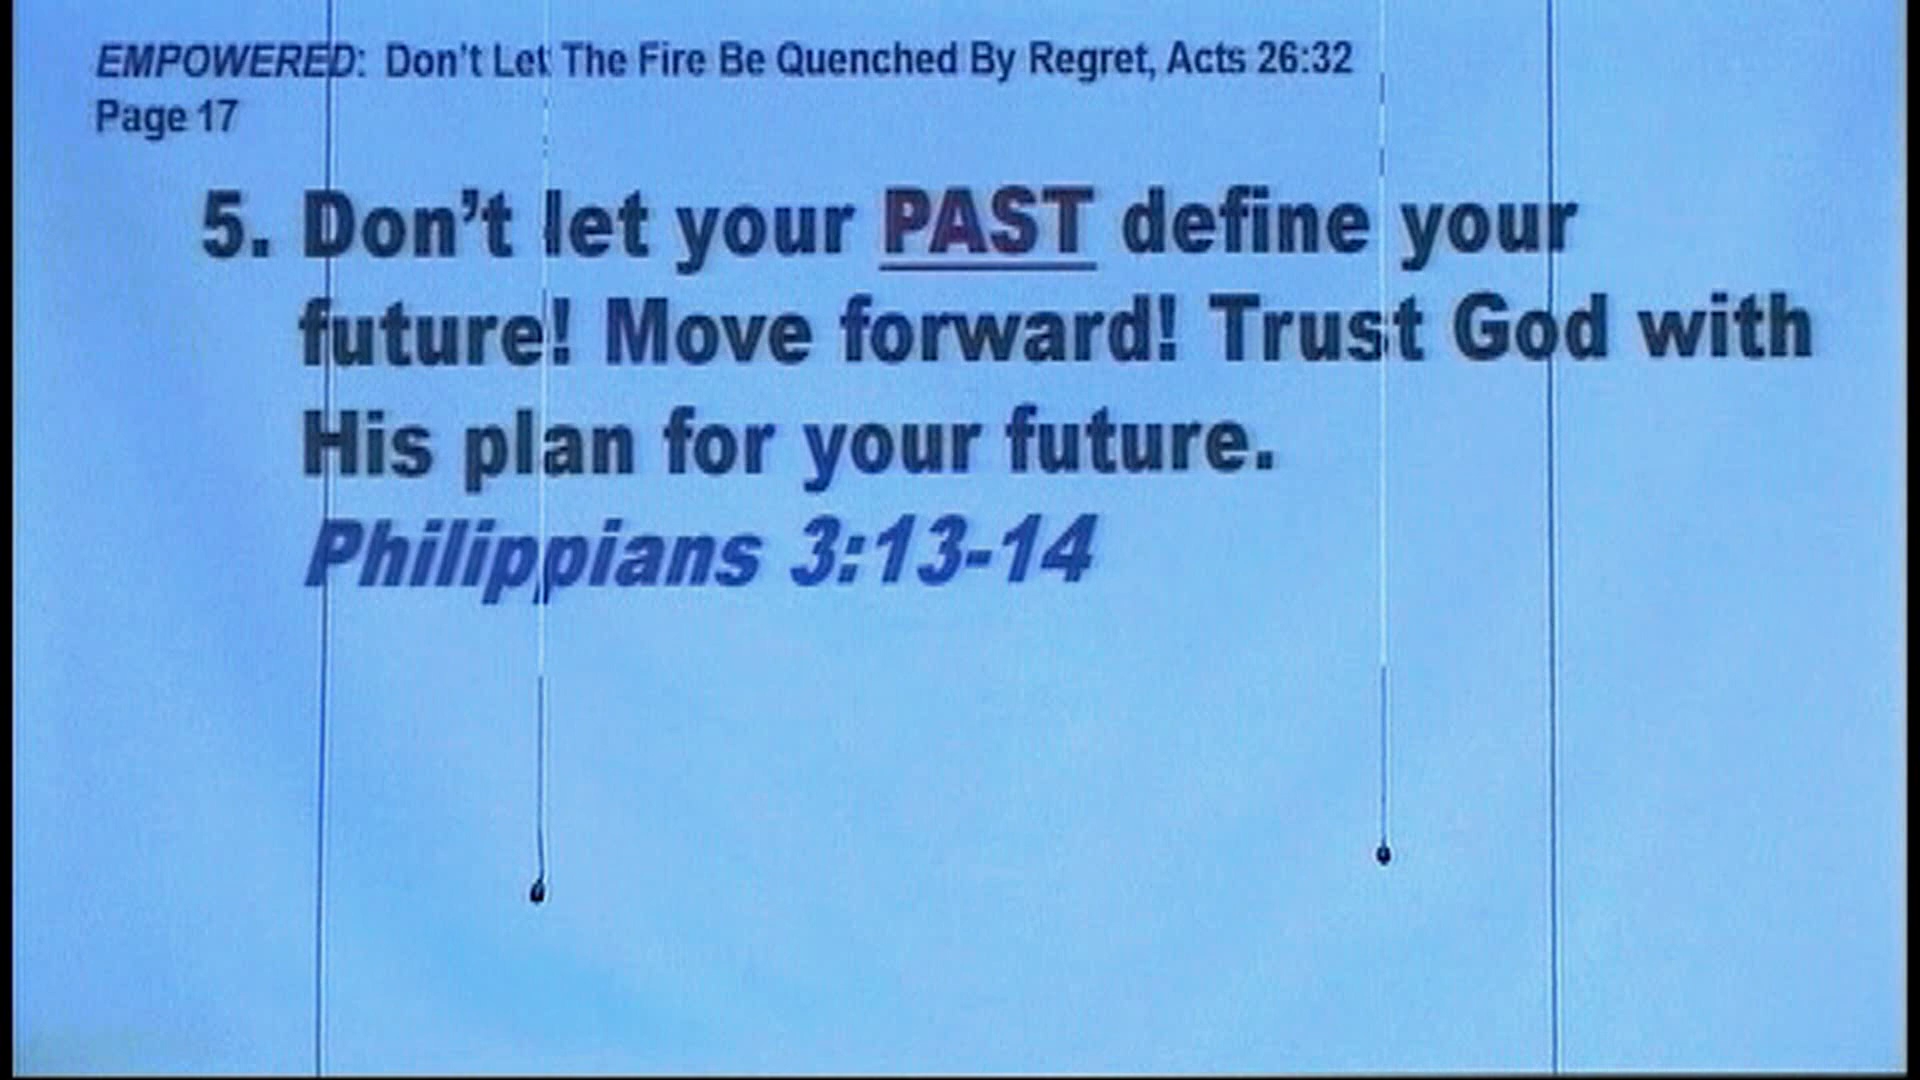 EMPOWERED: Don't Let The Fire Be Quenched By Regret, Acts 26:32
Page 17
5. Don't let your PAST define your
future! Move forward! Trust God with
His plan for your future.
Philippians 3:13-14